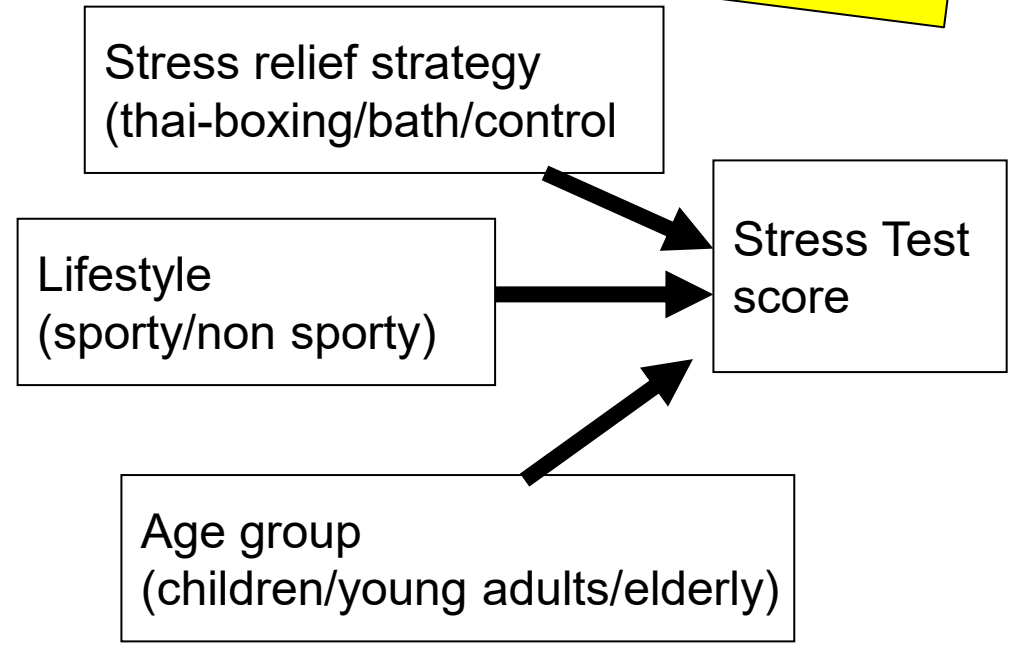 Stress relief strategy
(thai-boxing/bath/control
Lifestyle
(sporty/non sporty)
Stress Test
score
Age group
(children/young adults/elderly)